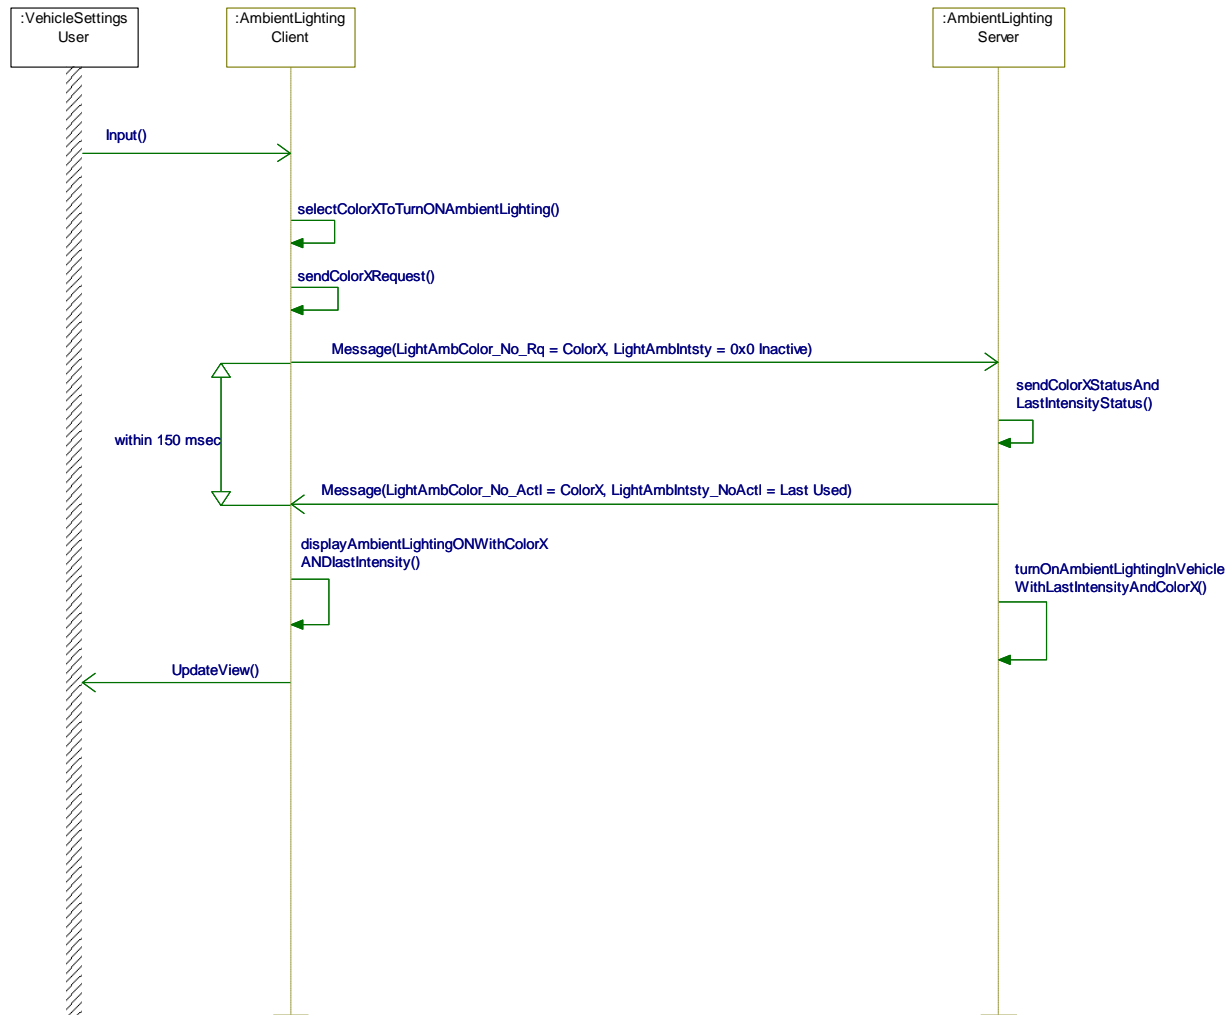 :VehicleSettings
User
:AmbientLighting
Client
:AmbientLighting
Server
Input()
selectColorXToTurnONAmbientLighting()
sendColorXRequest()
Message(LightAmbColor_No_Rq = ColorX, LightAmbIntsty = 0x0 Inactive)
sendColorXStatusAnd
LastIntensityStatus()
within 150 msec
Message(LightAmbColor_No_Actl = ColorX, LightAmbIntsty_NoActl = Last Used)
displayAmbientLightingONWithColorX
ANDlastIntensity()
turnOnAmbientLightingInVehicle
WithLastIntensityAndColorX()
UpdateView()